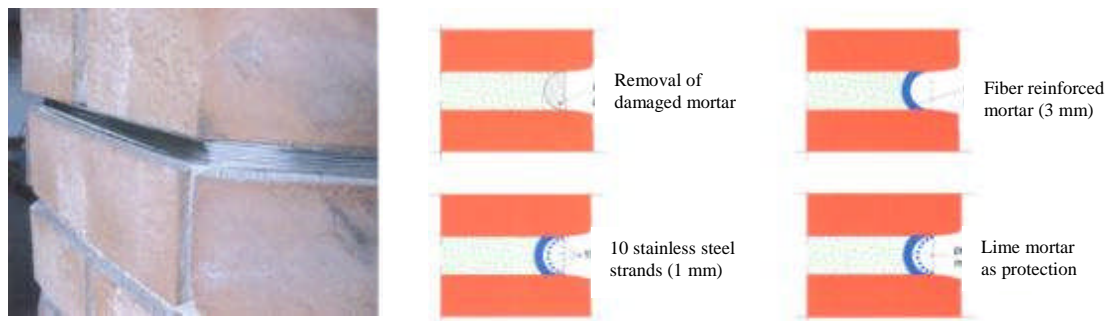 Removal of
damaged mortar
Fiber reinforced
mortar (3 mm)
10 stainless steel
strands (1 mm)
Lime mortar
as protection